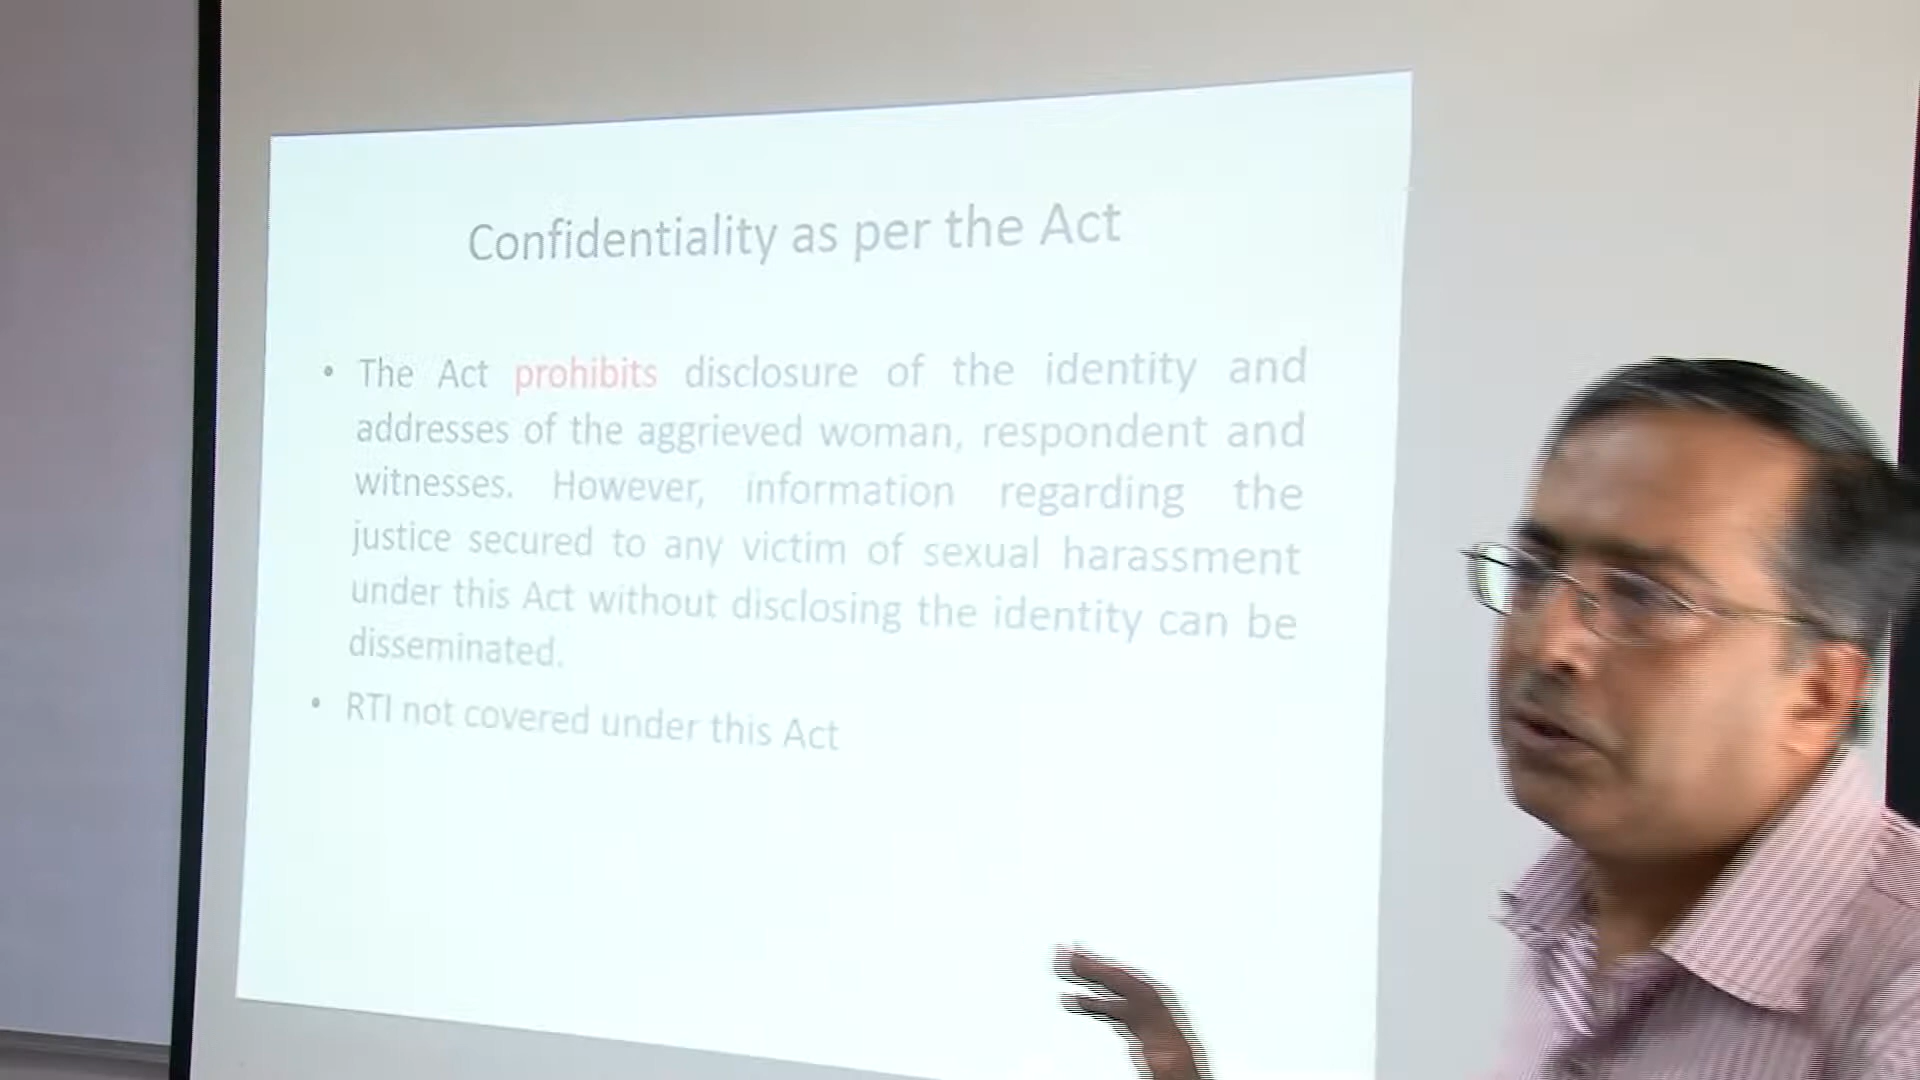 Confidentiality as per the Act
• The Act prohibits disclosure of the identity and
addresses of the aggrieved woman, respondent and
witnesses. However, information regarding the
justice secured to any victim of sexual harassment
under this Act without disclosing the identity can be
disseminated.
• RTI not covered under this Act